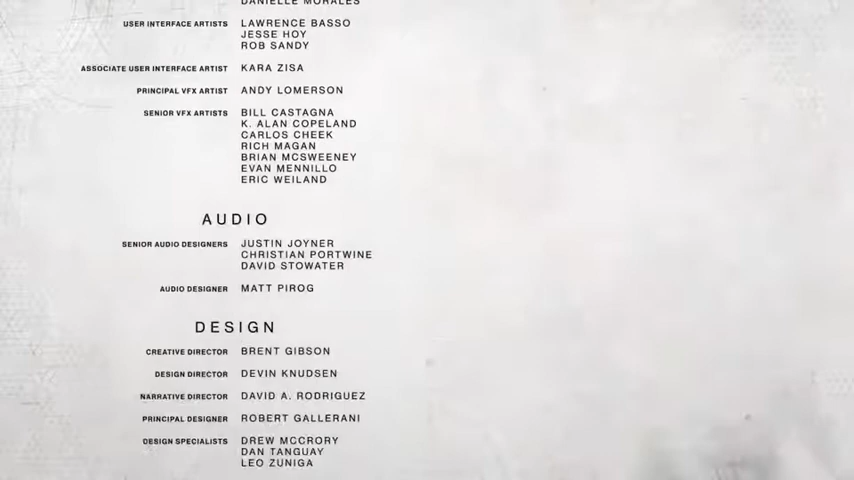 DANIELLE MORALES
USER INTERFACE ARTISTS LAWRENCE BASSO
JESSE HOY
ROB SANDY
ASSOCIATE USER INTERFACE ARTIST KARA ZISA
PRINCIPAL VFX ARTIST ANDY LOMERSON
SENIOR VFX ARTISTS BILL CASTAGNA
K. ALAN COPELAND
CARLOS CHEEK
RICH MAGAN
BRIAN MCSWEENEY
EVAN MENNILLO
ERIC WEILAND
AUDIO
SENIOR AUDIO DESIGNERS JUSTIN JOYNER
CHRISTIAN PORTWINE
DAVID STOWATER
AUDIO DESIGNER MATT PIROG
DESIGN
CREATIVE DIRECTOR BRENT GIBSON
DESIGN DIRECTOR DEVIN KNUDSEN
NARRATIVE DIRECTOR DAVID A. RODRIGUEZ
PRINCIPAL DESIGNER ROBERT GALLERANI
DESIGN SPECIALISTS DREW MCCRORY
DAN TANGUAY
LEO ZUNIGA